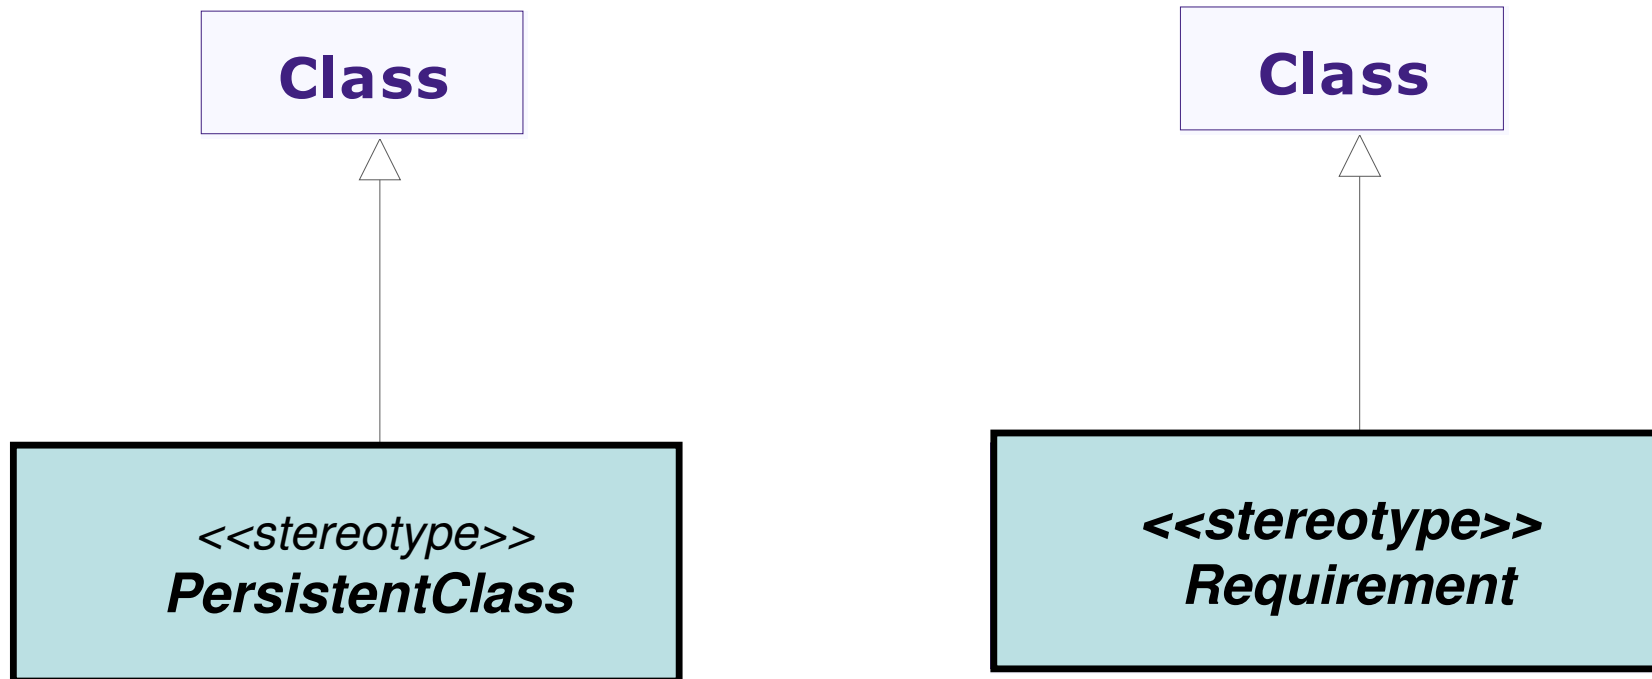 Class
Class
<<stereotype>>
PersistentClass
<<stereotype>>
Requirement